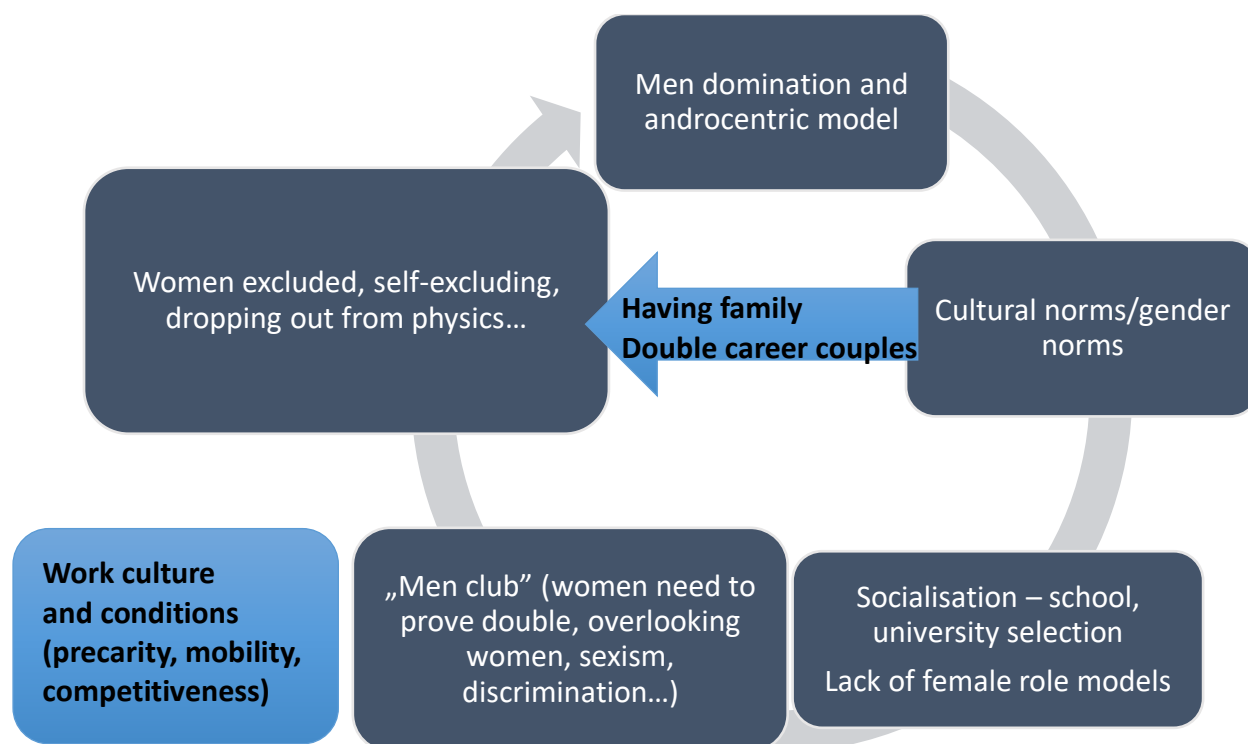 Men domination and
androcentric model
Women excluded, self-excluding,
dropping out from physics…
Having family
Double career couples
Cultural norms/gender
norms
Work culture
and conditions
(precarity, mobility,
competitiveness)
„Men club” (women need to
prove double, overlooking
women, sexism,
discrimination…)
Socialisation – school,
university selection
Lack of female role models